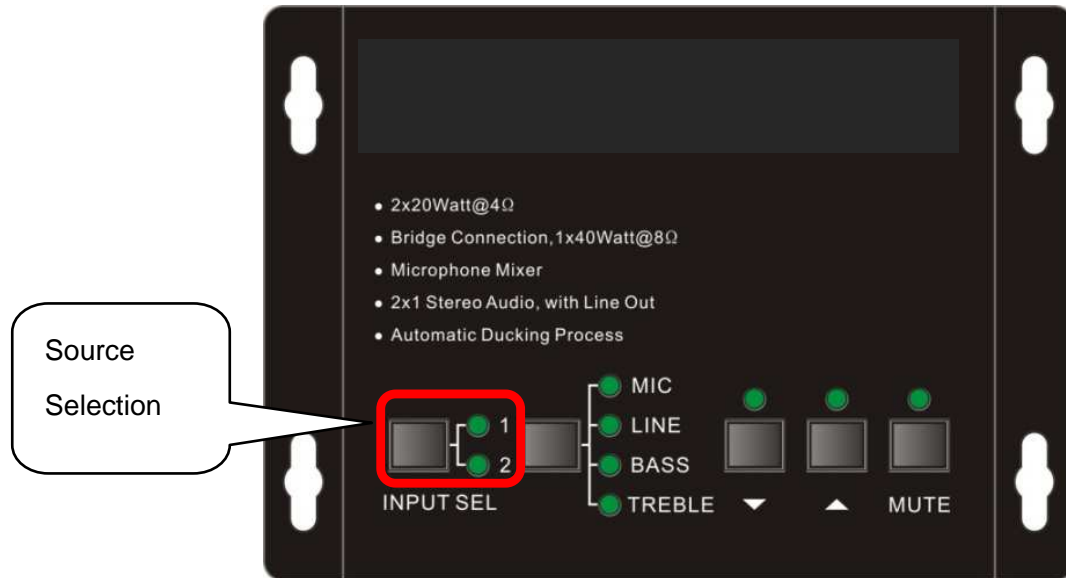 • 2x20Watt@4Ω
• Bridge Connection,1x40Watt@8Ω
• Microphone Mixer
• 2x1 Stereo Audio, with Line Out
• Automatic Ducking Process
Source
Selection
MIC
1
LINE
2
BASS
INPUT SEL
TREBLE
MUTE